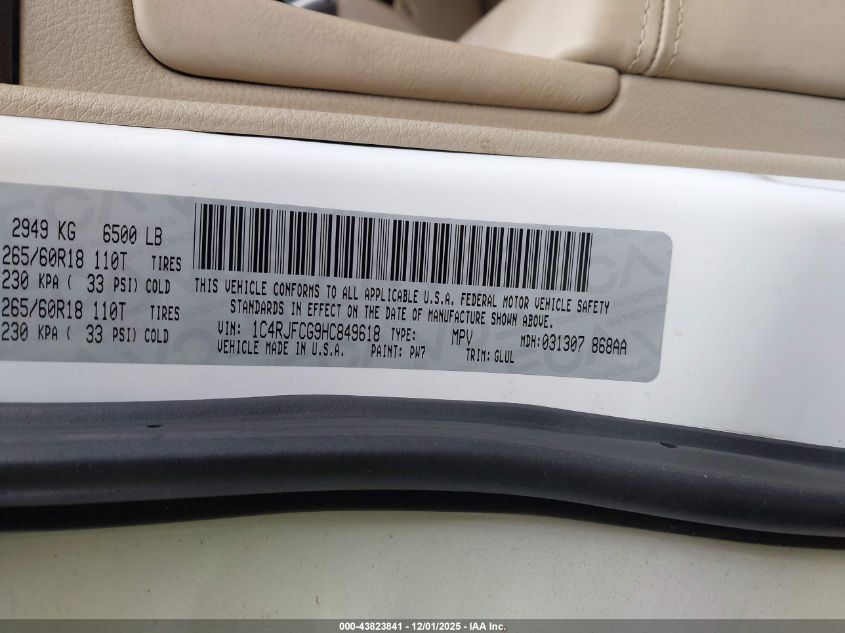 2949 KG 6500 LB
265/60R18 110T TIRES
230 KPA ( 33 PSI) COLD
265/60R18 110T TIRES
230 KPA ( 33 PSI) COLD
THIS VEHICLE CONFORMS TO ALL APPLICABLE U.S.A. FEDERAL MOTOR VEHICLE SAFETY
STANDARDS IN EFFECT ON THE DATE OF MANUFACTURE SHOWN ABOVE.
VIN: 1C4RJFCG9HC849618 TYPE: MPV MDH:031307 868AA
VEHICLE MADE IN U.S.A. PAINT: PW7 TRIM: GLUL
000-43823841 / 12/01/2025 - IAA Inc.